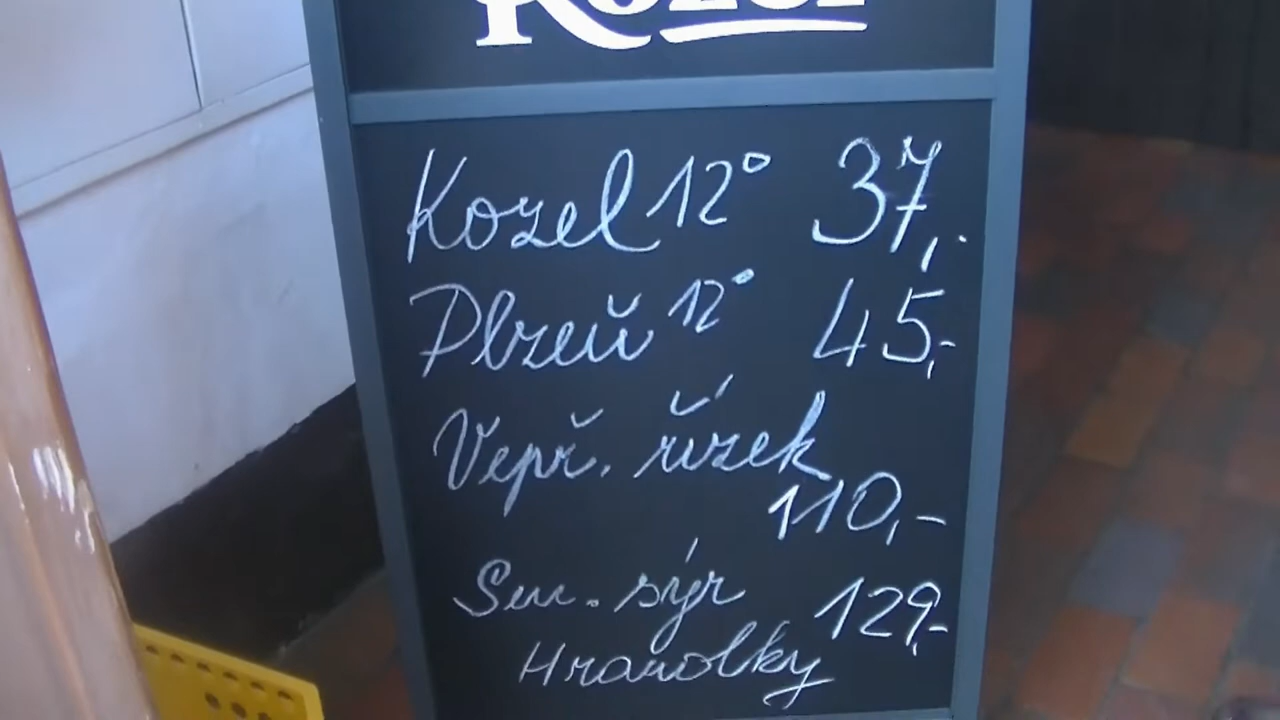 Kozel
Kozel 12° 37,-
Plzeň 12° 45,-
Vepř. řízek
110,-
Sm. sýr 129,-
Hranolky